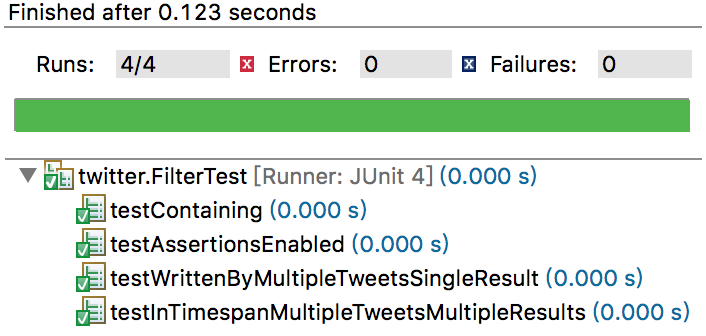 Finished after 0.123 seconds
Runs: 4/4 Errors: 0 Failures: 0
twitter.FilterTest [Runner: JUnit 4] (0.000 s)
testContaining (0.000 s)
testAssertionsEnabled (0.000 s)
testWrittenByMultipleTweetsSingleResult (0.000 s)
testInTimespanMultipleTweetsMultipleResults (0.000 s)